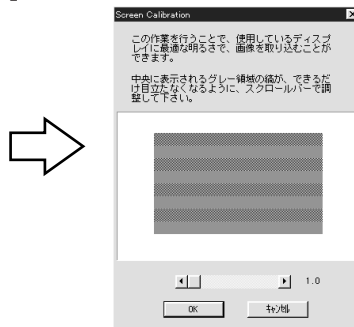 Screen Calibration
この作業を行うことで、使用しているディスプ
レイに最適な明るさで、画像を取り込むことが
できます。
中央に表示されるグレー領域の縞が、できるだ
け目立たなくなるように、スクロールバーで調
整して下さい。
1.0
OK
キャンセル